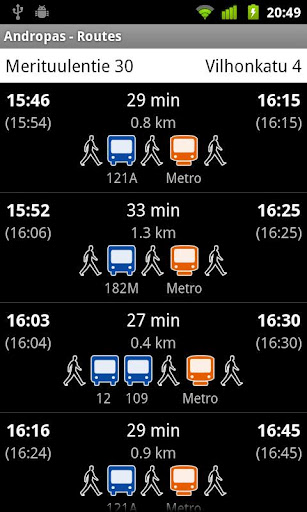 20:49
Andropas - Routes
Merituulentie 30 Vilhonkatu 4
15:46 29 min 16:15
(15:54) 0.8 km (16:15)
121A Metro
15:52 33 min 16:25
(16:06) 1.3 km (16:25)
182M Metro
16:03 27 min 16:30
(16:04) 0.4 km (16:30)
12 109 Metro
16:16 29 min 16:45
(16:24) 0.9 km (16:45)
121A Metro